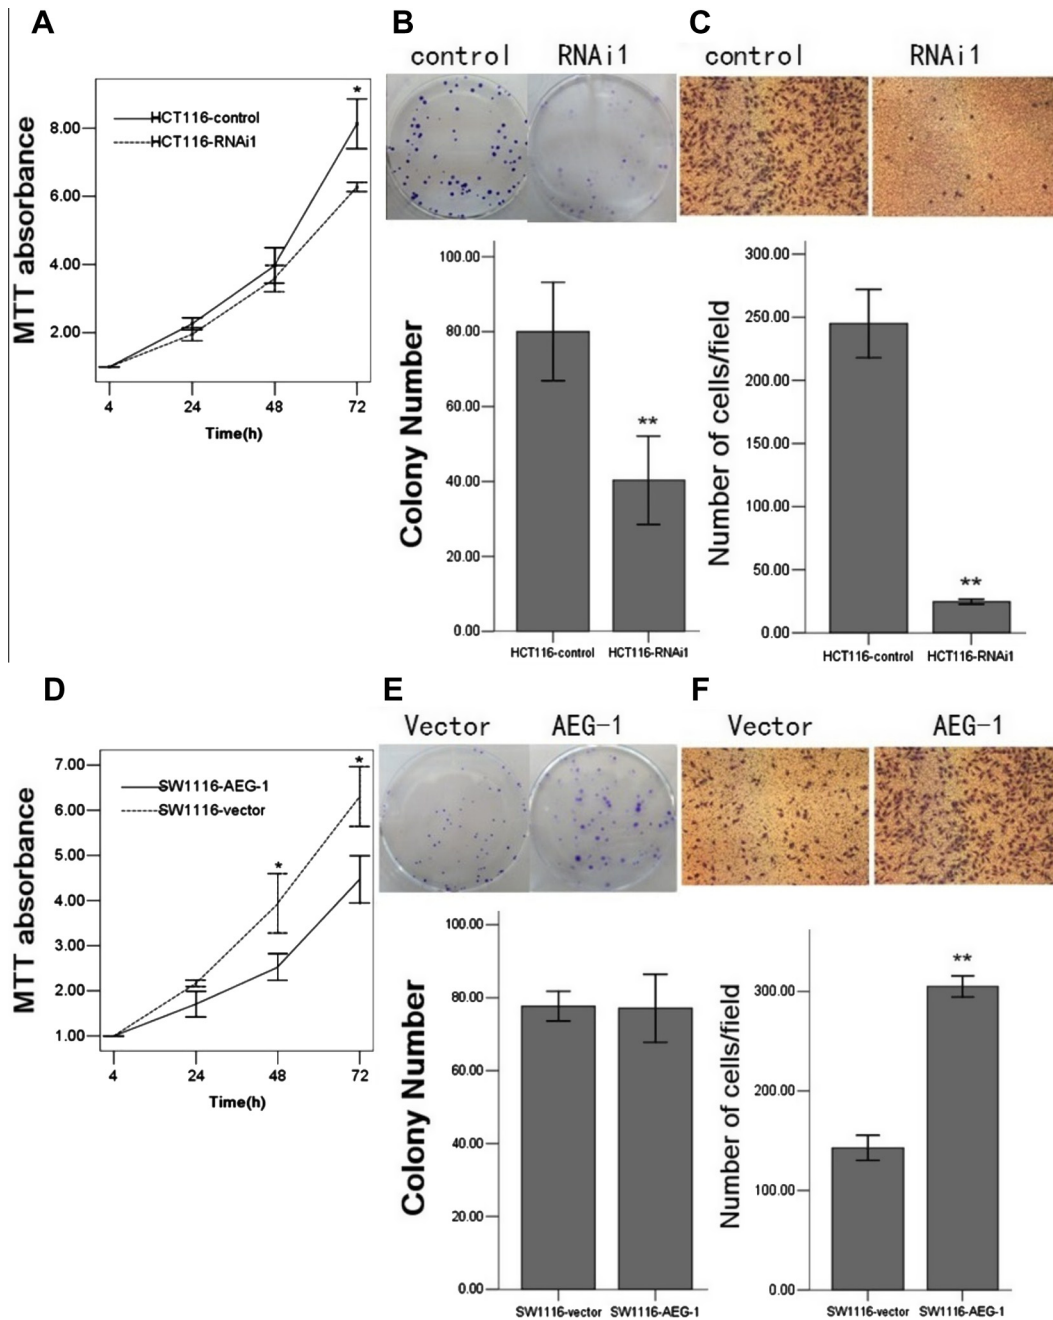 A
MTT absorbance
8.00
6.00
4.00
2.00
HCT116-control
HCT116-RNAi1
*
4 24 48 72
Time(h)
B
control RNAi1
Colony Number
100.00
80.00
60.00
40.00
20.00
0.00
**
HCT116-control HCT116-RNAi1
C
control RNAi1
Number of cells/field
300.00
250.00
200.00
150.00
100.00
50.00
0.00
**
HCT116-control HCT116-RNAi1
D
MTT absorbance
7.00
6.00
5.00
4.00
3.00
2.00
1.00
SW1116-AEG-1
SW1116-vector
*
*
4 24 48 72
Time(h)
E
Vector AEG-1
Colony Number
100.00
80.00
60.00
40.00
20.00
0.00
SW1116-vector SW1116-AEG-1
F
Vector AEG-1
Number of cells/field
300.00
200.00
100.00
0.00
**
SW1116-vector SW1116-AEG-1